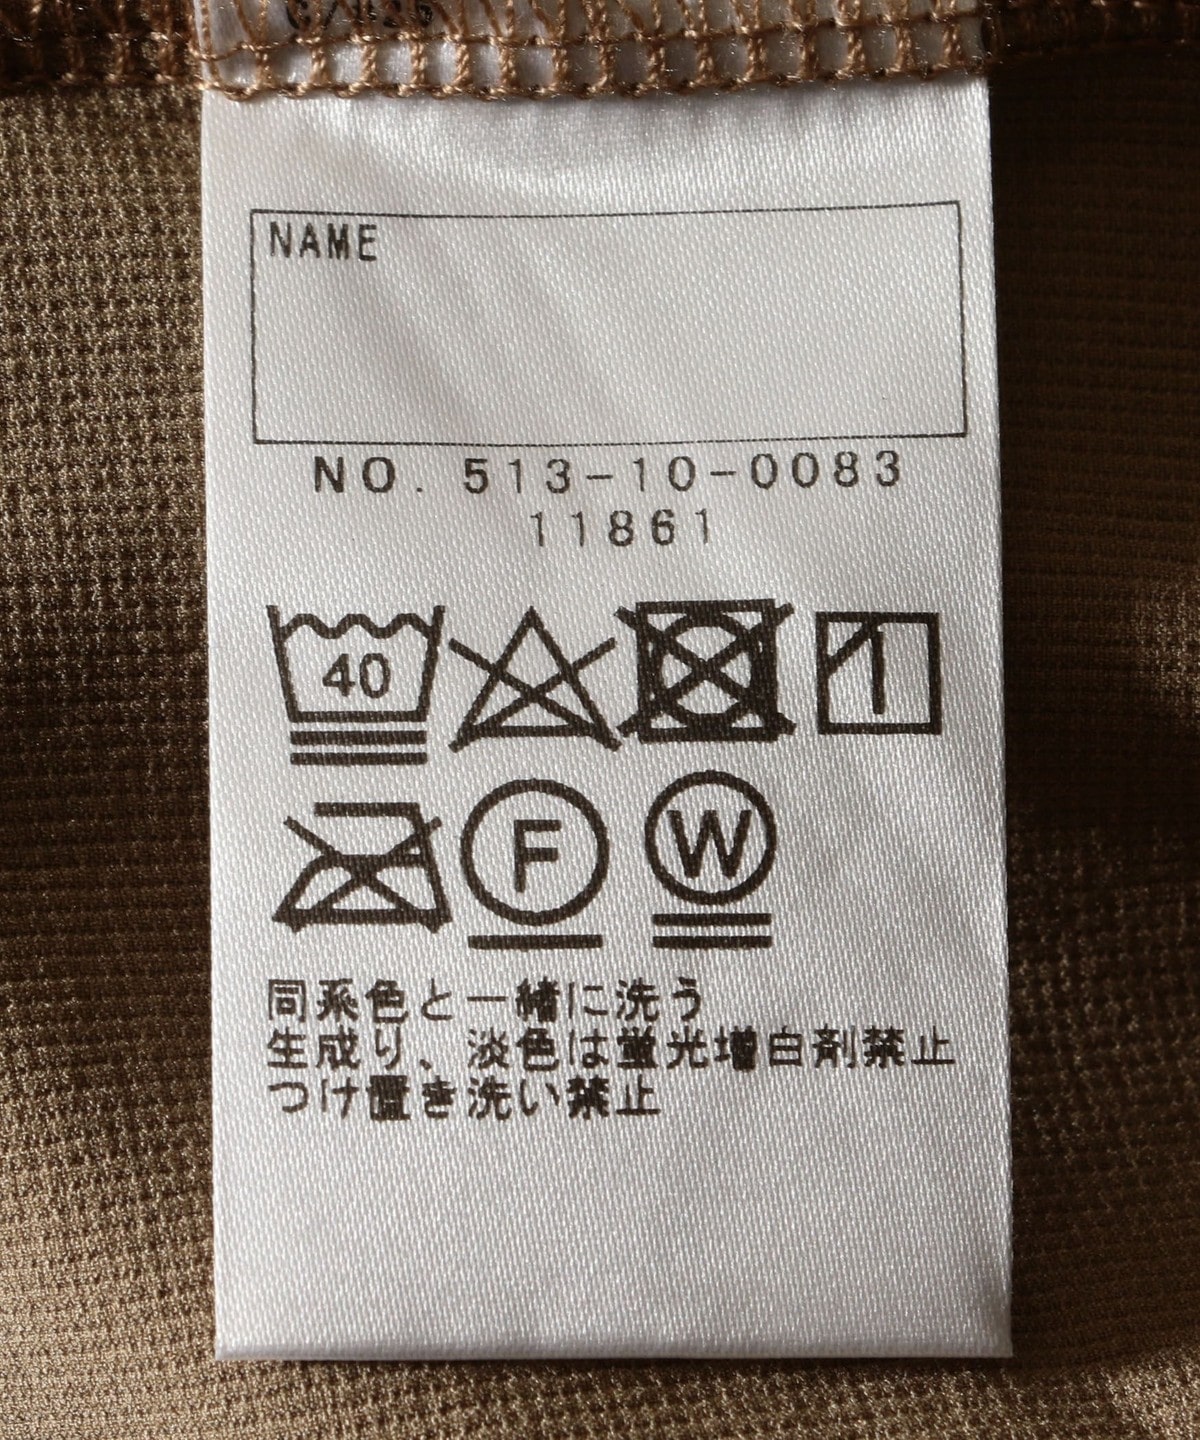 NAME
NO. 513-10-0083
11861
40
F
W
同系色と一緒に洗う
生成り、淡色は蛍光増白剤禁止
つけ置き洗い禁止